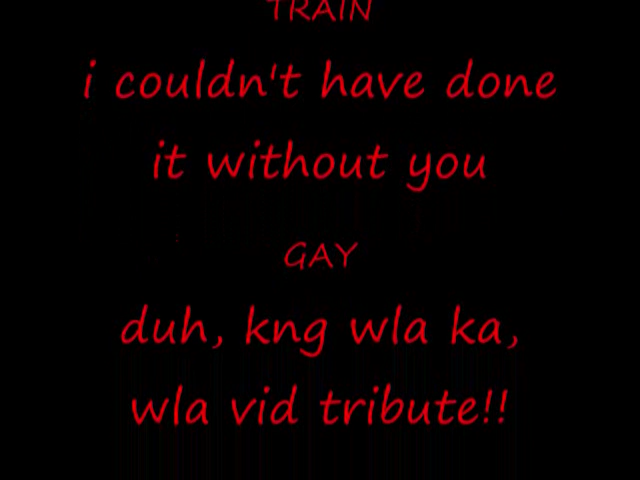 TRAIN
i couldn't have done
it without you
GAY
duh, kng wla ka,
wla vid tribute!!